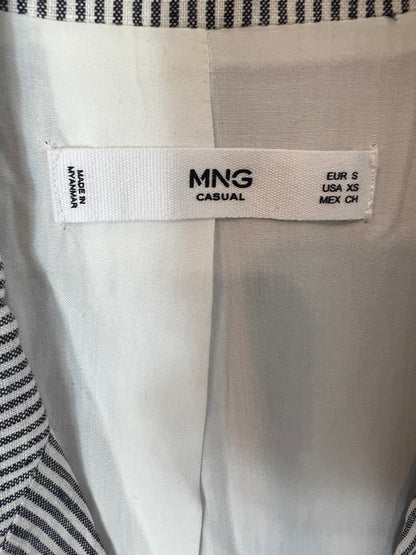 MADE IN
MYANMAR
MNG
CASUAL
EUR S
USA XS
MEX CH